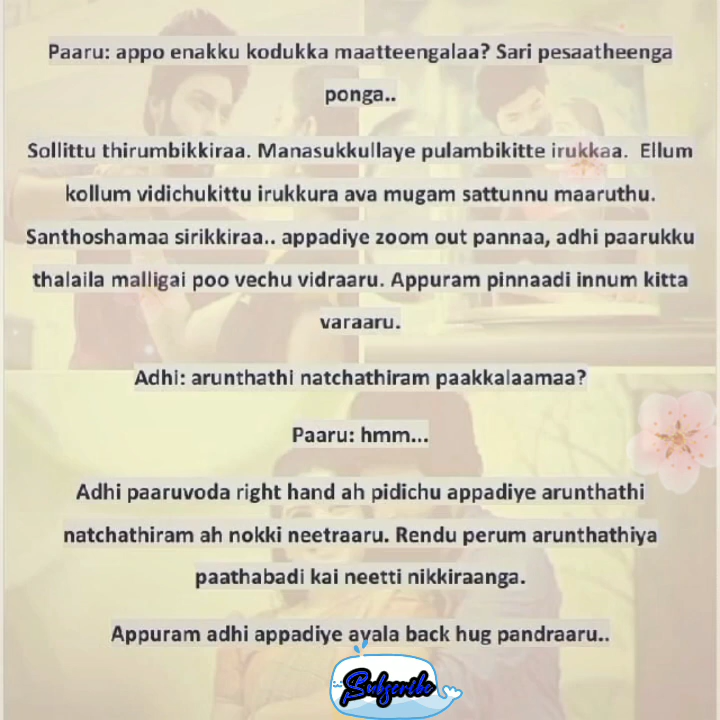 Paaru: appo enakku kodukka maatteengalaa? Sari pesaatheenga
ponga..
Sollittu thirumbikkiraa. Manasukkullaye pulambikitte irukkaa. Ellum
kollum vidichukittu irukkura ava mugam sattunnu maaruthu.
Santhoshamaa sirikkiraa.. appadiye zoom out pannaa, adhi paarukku
thalaila malligai poo vechu vidraaru. Appuram pinnaadi innum kitta
varaaru.
Adhi: arunthathi natchathiram paakkalaamaa?
Paaru: hmm...
Adhi paaruvoda right hand ah pidichu appadiye arunthathi
natchathiram ah nokki neetraaru. Rendu perum arunthathiya
paathabadi kai neetti nikkiraanga.
Appuram adhi appadiye avala back hug pandraaru..
Subscribe